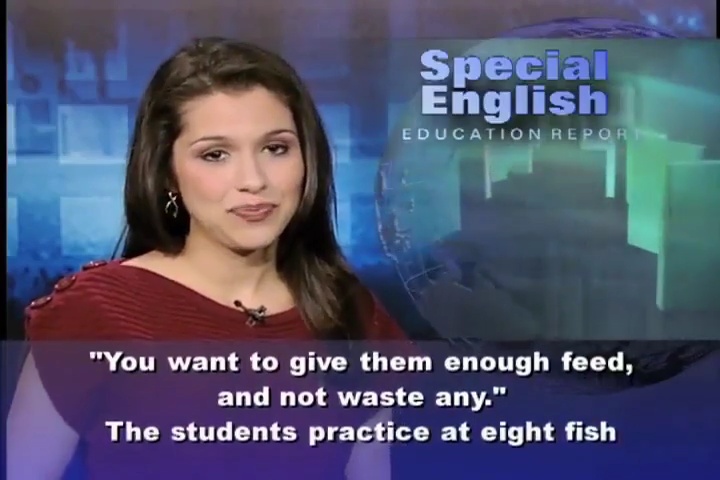 Special
English
EDUCATION REPORT
"You want to give them enough feed,
and not waste any."
The students practice at eight fish